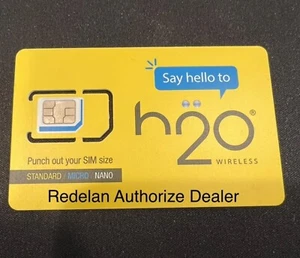 Say hello to
h2o®
WIRELESS
Punch out your SIM size
STANDARD / MICRO / NANO
Redelan Authorize Dealer